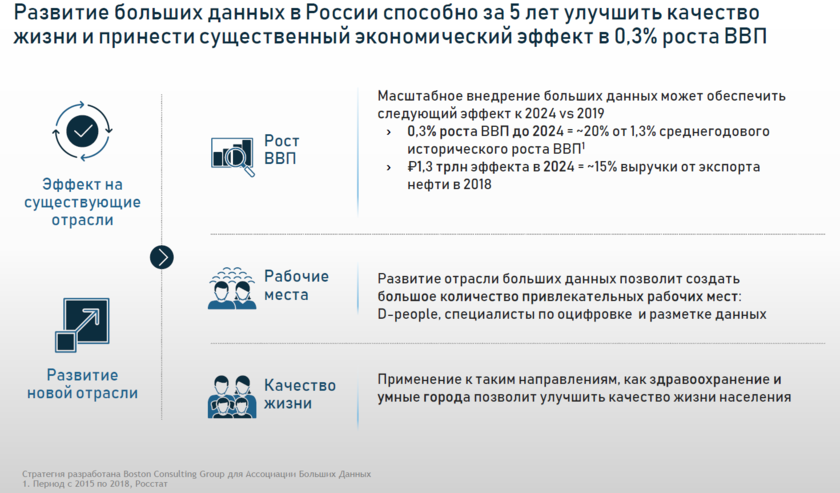 Развитие больших данных в России способно за 5 лет улучшить качество
жизни и принести существенный экономический эффект в 0,3% роста ВВП
Эффект на
существующие
отрасли
Развитие
новой отрасли
Рост
ВВП
Масштабное внедрение больших данных может обеспечить
следующий эффект к 2024 vs 2019
› 0,3% роста ВВП до 2024 = ~20% от 1,3% среднегодового
исторического роста ВВП¹
› ₽1,3 трлн эффекта в 2024 = ~15% выручки от экспорта
нефти в 2018
Рабочие
места
Развитие отрасли больших данных позволит создать
большое количество привлекательных рабочих мест:
D-people, специалисты по оцифровке и разметке данных
Качество
жизни
Применение к таким направлениям, как здравоохранение и
умные города позволит улучшить качество жизни населения
Стратегия разработана Boston Consulting Group для Ассоциации Больших Данных
1. Период с 2015 по 2018, Росстат